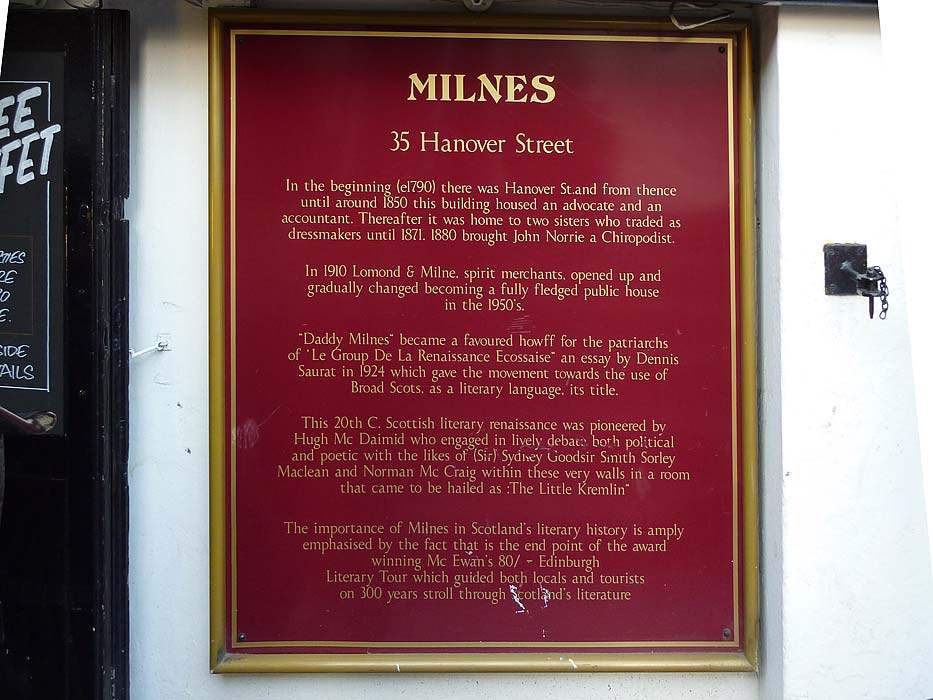 MILNES
35 Hanover Street
In the beginning (e1790) there was Hanover St.and from thence
until around 1850 this building housed an advocate and an
accountant. Thereafter it was home to two sisters who traded as
dressmakers until 1871. 1880 brought John Norrie a Chiropodist.
In 1910 Lomond & Milne, spirit merchants, opened up and
gradually changed becoming a fully fledged public house
in the 1950's.
"Daddy Milnes" became a favoured howff for the patriarchs
of 'Le Group De La Renaissance Ecossaise" an essay by Dennis
Saurat in 1924 which gave the movement towards the use of
Broad Scots, as a literary language, its title.
This 20th C. Scottish literary renaissance was pioneered by
Hugh Mc Daimid who engaged in lively debate both political
and poetic with the likes of (Sir) Sydney Goodsir Smith Sorley
Maclean and Norman Mc Craig within these very walls in a room
that came to be hailed as :The Little Kremlin"
The importance of Milnes in Scotland's literary history is amply
emphasised by the fact that is the end point of the award
winning Mc Ewan's 80/ - Edinburgh
Literary Tour which guided both locals and tourists
on 300 years stroll through Scotland's literature